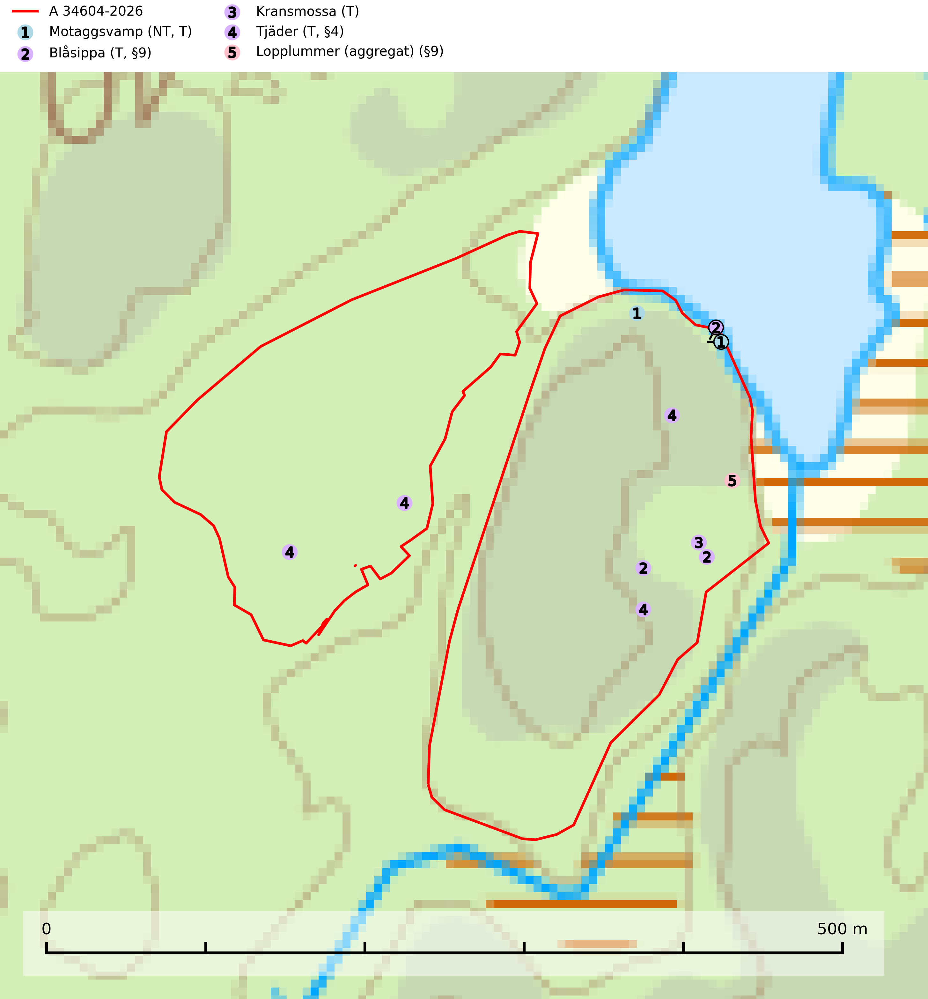 A 34604-2026
1 Motaggsvamp (NT, T)
2 Blåsippa (T, §9)
3 Kransmossa (T)
4 Tjäder (T, §4)
5 Lopplummer (aggregat) (§9)
1
2
1
4
5
4
3
2
4
2
4
0 500 m